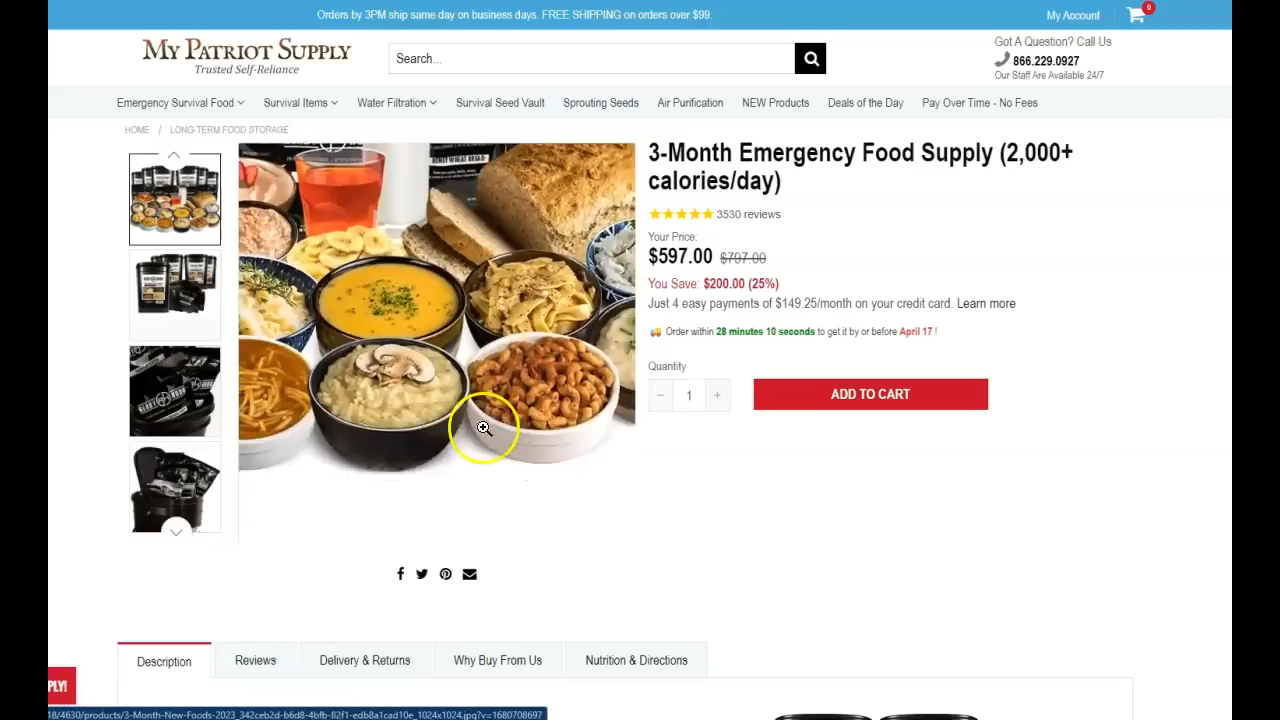 Orders by 3PM ship same day on business days. FREE SHIPPING on orders over $99.
My Account
0
MY PATRIOT SUPPLY
Trusted Self-Reliance
Search...
Got A Question? Call Us
866.229.0927
Our Staff Are Available 24/7
Emergency Survival Food Survival Items Water Filtration Survival Seed Vault Sprouting Seeds Air Purification NEW Products Deals of the Day Pay Over Time - No Fees
HOME / LONG-TERM FOOD STORAGE
HONEY WHEAT BREAD
3-Month Emergency Food Supply (2,000+
calories/day)
3530 reviews
Your Price:
$597.00 $797.00
You Save: $200.00 (25%)
Just 4 easy payments of $149.25/month on your credit card. Learn more
Order within 28 minutes 10 seconds to get it by or before April 17 !
Quantity
− 1 +
ADD TO CART
Description Reviews Delivery & Returns Why Buy From Us Nutrition & Directions
PLY!
18/4630/products/3-Month-New-Foods-2023_342ceb2d-b6d8-4bfb-82f1-edb8a1cad10e_1024x1024.jpg?v=1680708697